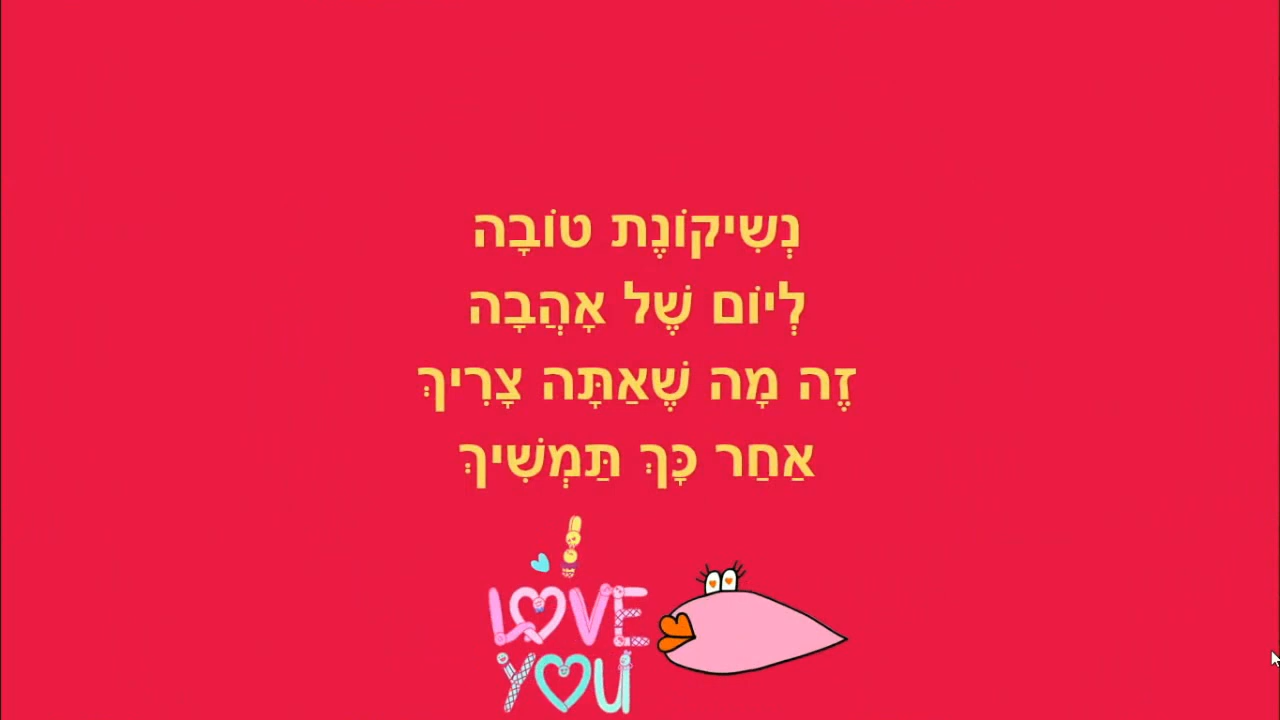 נְשִׁיקוֹנֶת טוֹבָה
לְיוֹם שֶׁל אָהֲבָה
זֶה מָה שֶׁאַתָּה צָרִיךְ
אַחַר כָּךְ תַּמְשִׁיךְ
I
LOVE
YOU